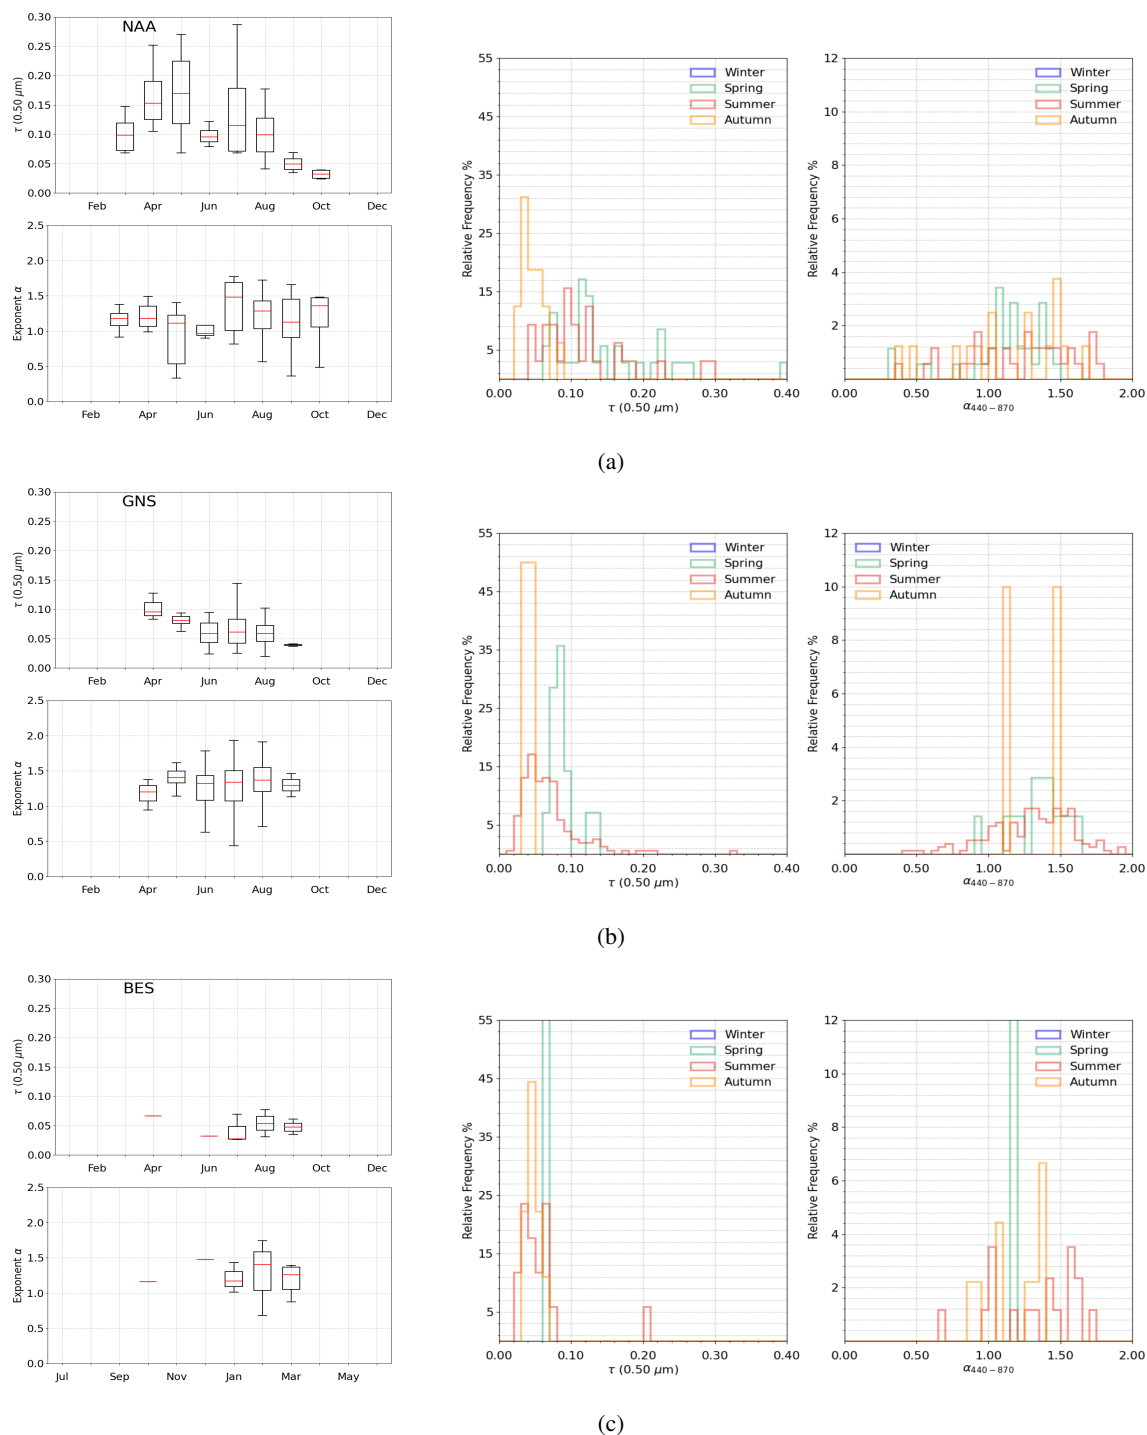 NAA
0.30
0.25
0.20
0.15
0.10
0.05
0.00
τ (0.50 μm)
Feb Apr Jun Aug Oct Dec
2.5
2.0
1.5
1.0
0.5
0.0
Exponent α
Feb Apr Jun Aug Oct Dec
55
45
35
25
15
5
Relative Frequency %
Winter
Spring
Summer
Autumn
0.00 0.10 0.20 0.30 0.40
τ (0.50 μm)
12
10
8
6
4
2
Relative Frequency %
Winter
Spring
Summer
Autumn
0.00 0.50 1.00 1.50 2.00
α440−870
(a)
GNS
0.30
0.25
0.20
0.15
0.10
0.05
0.00
τ (0.50 μm)
Feb Apr Jun Aug Oct Dec
2.5
2.0
1.5
1.0
0.5
0.0
Exponent α
Feb Apr Jun Aug Oct Dec
55
45
35
25
15
5
Relative Frequency %
Winter
Spring
Summer
Autumn
0.00 0.10 0.20 0.30 0.40
τ (0.50 μm)
12
10
8
6
4
2
Relative Frequency %
Winter
Spring
Summer
Autumn
0.00 0.50 1.00 1.50 2.00
α440−870
(b)
BES
0.30
0.25
0.20
0.15
0.10
0.05
0.00
τ (0.50 μm)
Feb Apr Jun Aug Oct Dec
2.5
2.0
1.5
1.0
0.5
0.0
Exponent α
Jul Sep Nov Jan Mar May
55
45
35
25
15
5
Relative Frequency %
Winter
Spring
Summer
Autumn
0.00 0.10 0.20 0.30 0.40
τ (0.50 μm)
12
10
8
6
4
2
Relative Frequency %
Winter
Spring
Summer
Autumn
0.00 0.50 1.00 1.50 2.00
α440−870
(c)